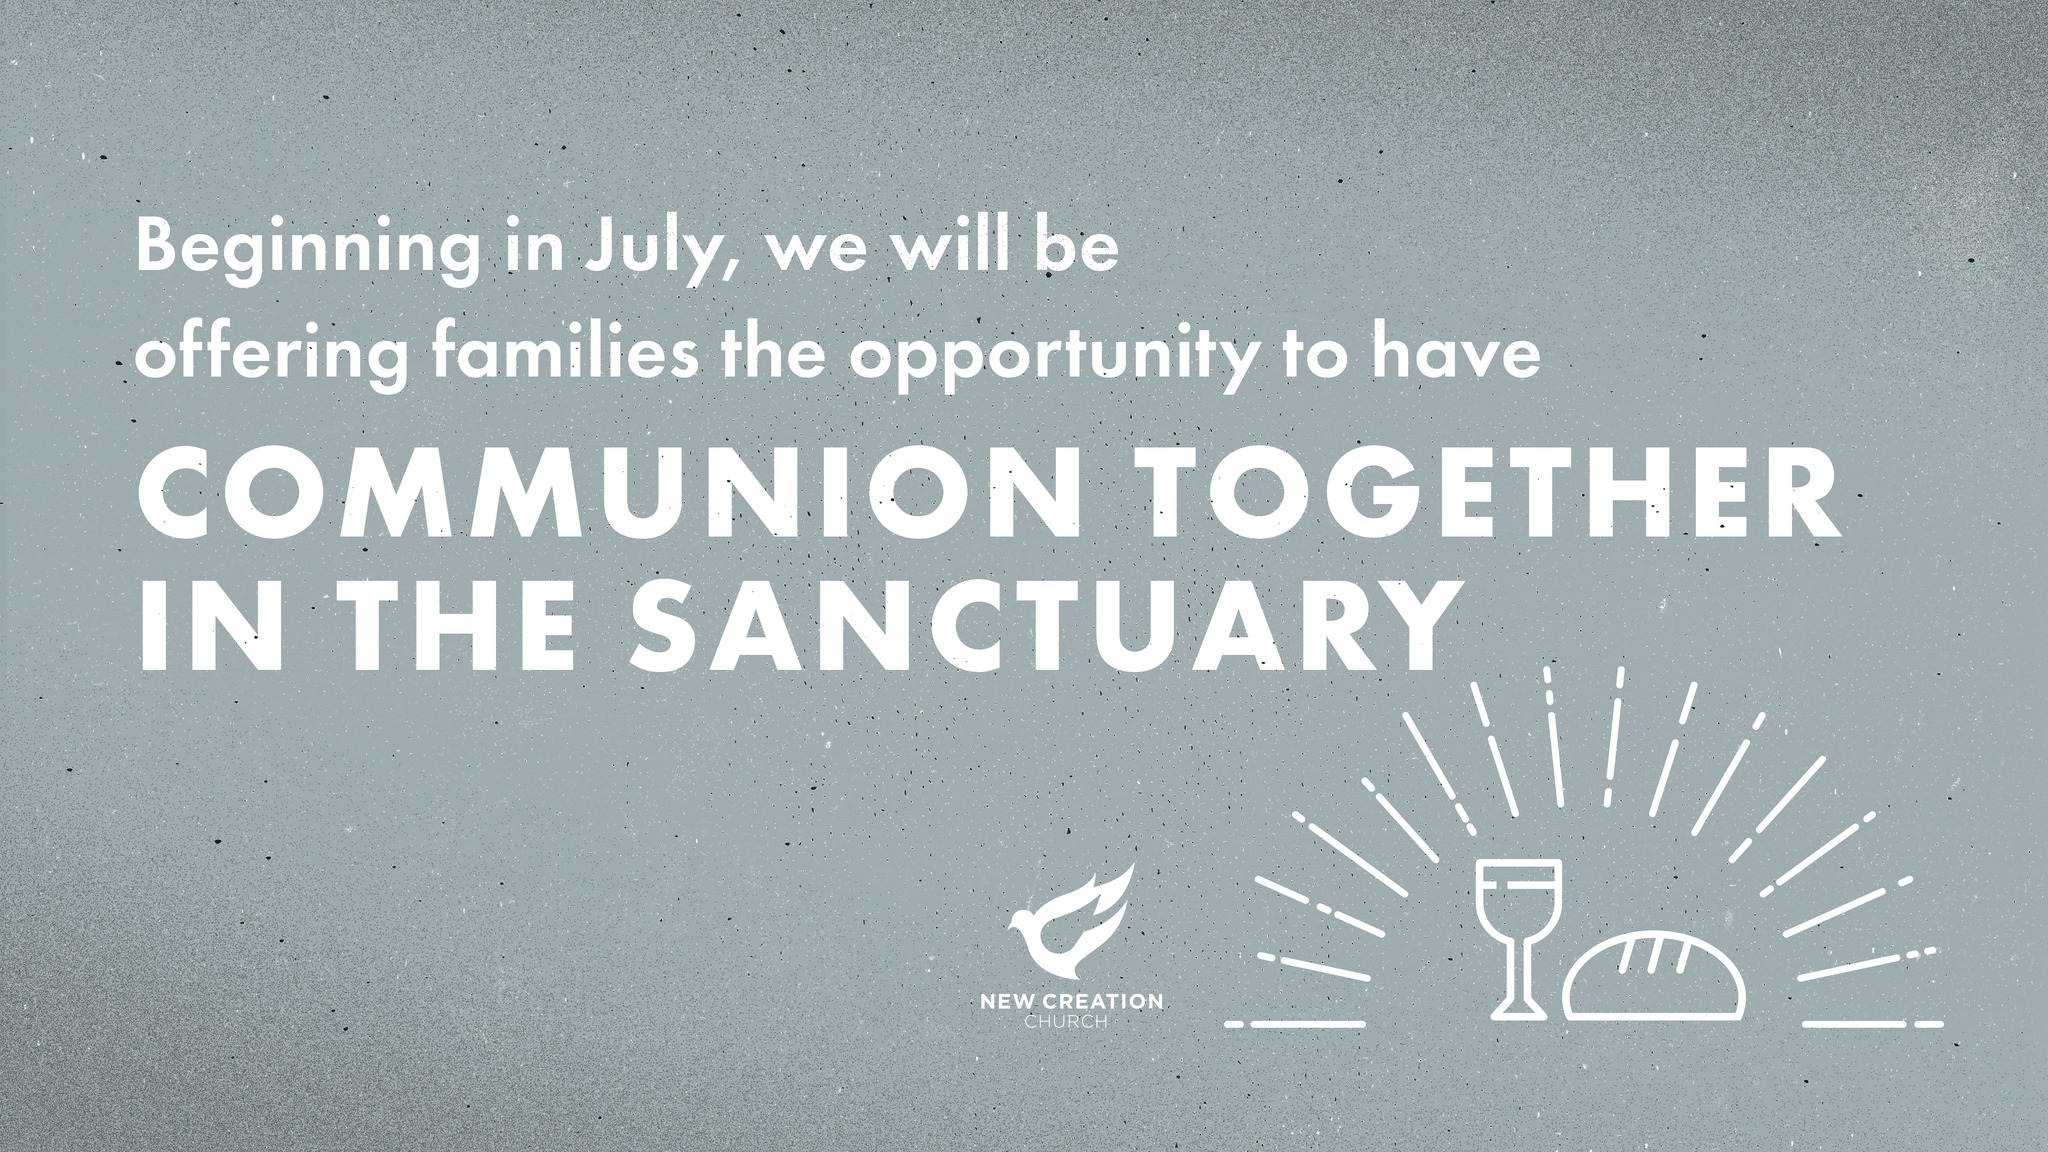 Beginning in July, we will be
offering families the opportunity to have
COMMUNION TOGETHER
IN THE SANCTUARY
NEW CREATION
CHURCH